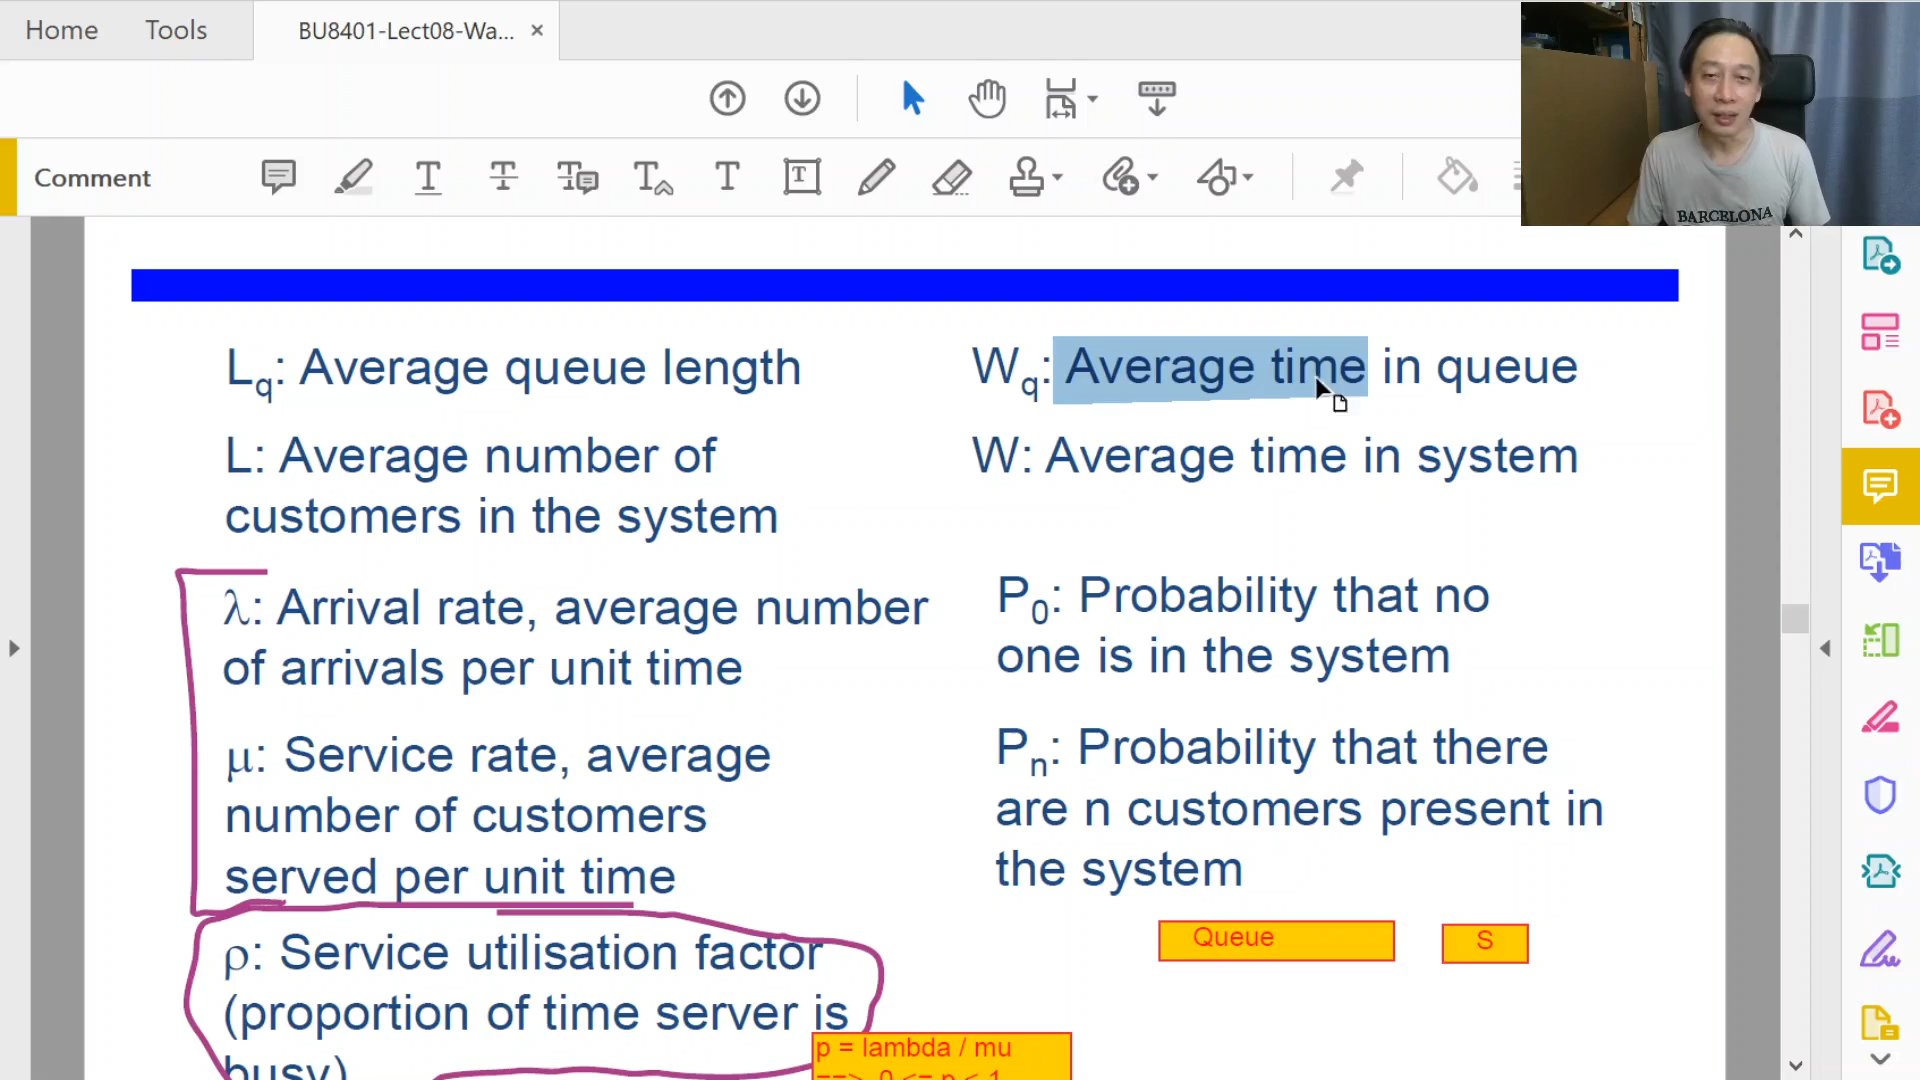 Home Tools BU8401-Lect08-Wa... ×
Comment
BARCELONA
Lq: Average queue length
L: Average number of
customers in the system
λ: Arrival rate, average number
of arrivals per unit time
μ: Service rate, average
number of customers
served per unit time
ρ: Service utilisation factor
(proportion of time server is
busy)
p = lambda / mu
==> 0 <= p < 1
Wq: Average time in queue
W: Average time in system
P0: Probability that no
one is in the system
Pn: Probability that there
are n customers present in
the system
Queue
S